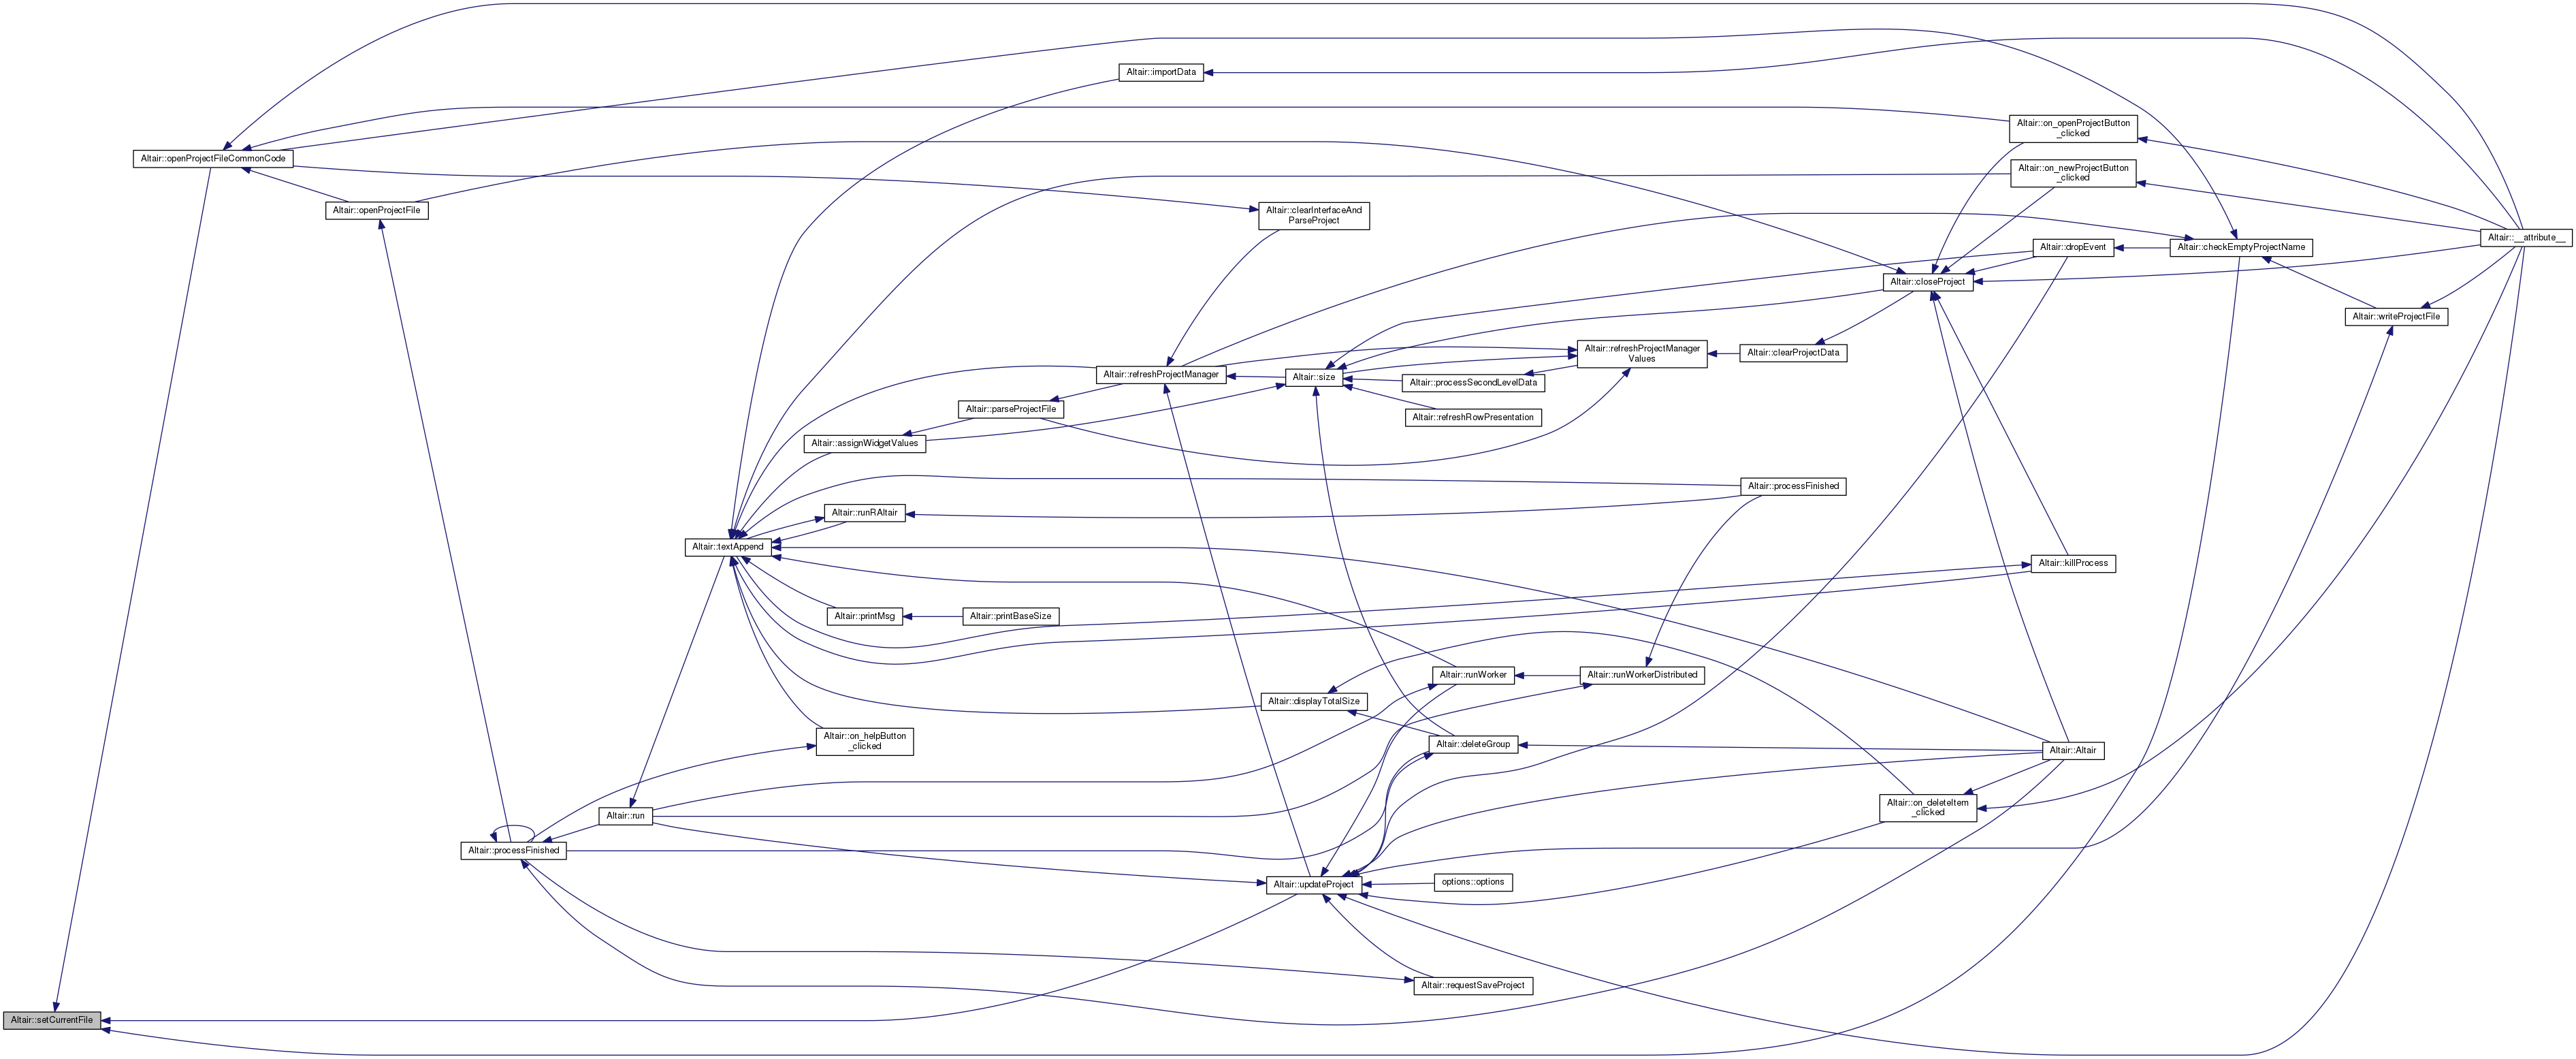 Altair::importData
Altair::on_openProjectButton
_clicked
Altair::openProjectFileCommonCode
Altair::on_newProjectButton
_clicked
Altair::openProjectFile
Altair::clearInterfaceAnd
ParseProject
Altair::__attribute__
Altair::dropEvent
Altair::checkEmptyProjectName
Altair::closeProject
Altair::writeProjectFile
Altair::refreshProjectManager
Values
Altair::clearProjectData
Altair::refreshProjectManager
Altair::size
Altair::processSecondLevelData
Altair::parseProjectFile
Altair::refreshRowPresentation
Altair::assignWidgetValues
Altair::processFinished
Altair::runRAltair
Altair::textAppend
Altair::killProcess
Altair::printMsg
Altair::printBaseSize
Altair::runWorker
Altair::runWorkerDistributed
Altair::displayTotalSize
Altair::on_helpButton
_clicked
Altair::deleteGroup
Altair::Altair
Altair::on_deleteItem
_clicked
Altair::run
Altair::processFinished
Altair::updateProject
options::options
Altair::requestSaveProject
Altair::setCurrentFile